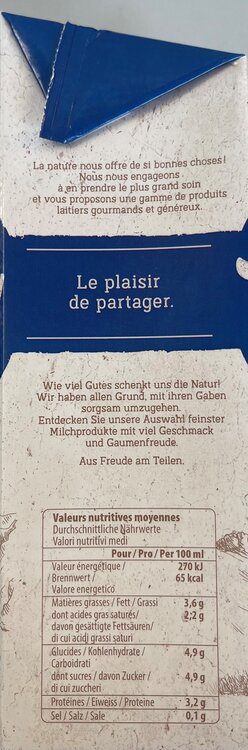 La nature nous offre de si bonnes choses!
Nous nous engageons
à en prendre le plus grand soin
et vous proposons une gamme de produits
laitiers gourmands et généreux.
Le plaisir
de partager.
Wie viel Gutes schenkt uns die Natur!
Wir haben allen Grund, mit ihren Gaben
sorgsam umzugehen.
Entdecken Sie unsere Auswahl feinster
Milchprodukte mit viel Geschmack
und Gaumenfreude.
Aus Freude am Teilen.
Valeurs nutritives moyennes
Durchschnittliche Nährwerte
Valori nutritivi medi
Pour / Pro / Per 100 ml
Valeur énergétique / 270 kJ
Brennwert / 65 kcal
Valore energetico
Matières grasses / Fett / Grassi 3,6 g
dont acides gras saturés/ 2,2 g
davon gesättigte Fettsäuren/
di cui acidi grassi saturi
Glucides / Kohlenhydrate / 4,9 g
Carboidrati
dont sucres / davon Zucker / 4,9 g
di cui zuccheri
Protéines / Eiweiss / Proteine 3,2 g
Sel / Salz / Sale 0,1 g